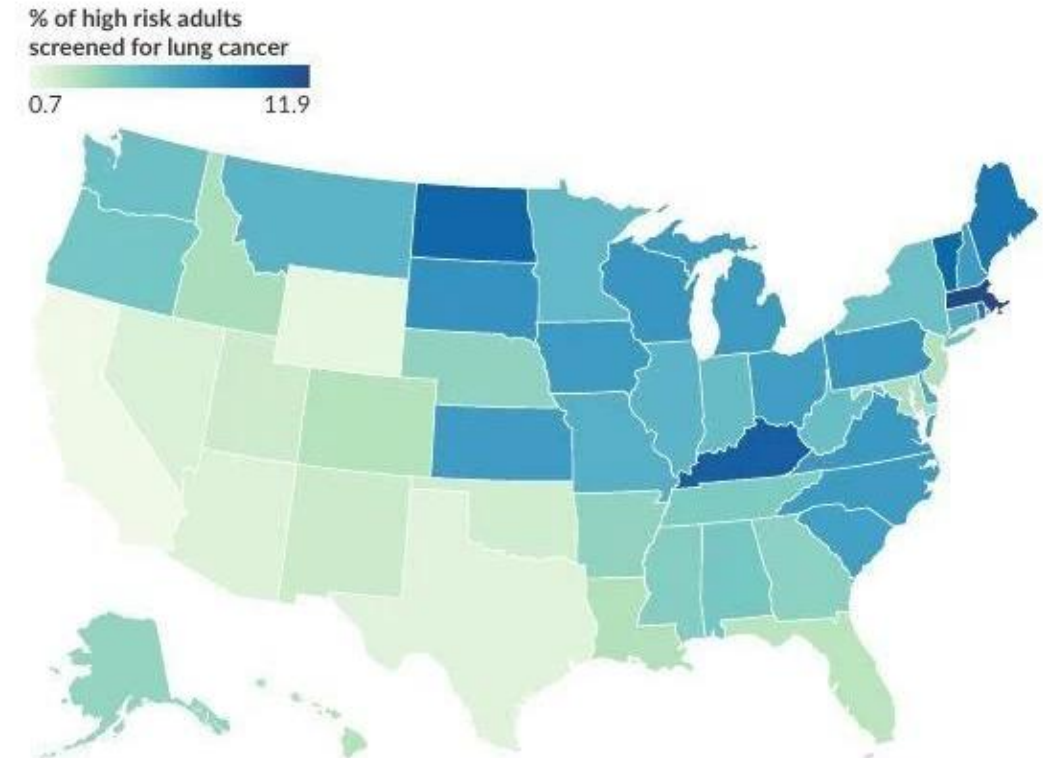 % of high risk adults
screened for lung cancer
0.7 11.9